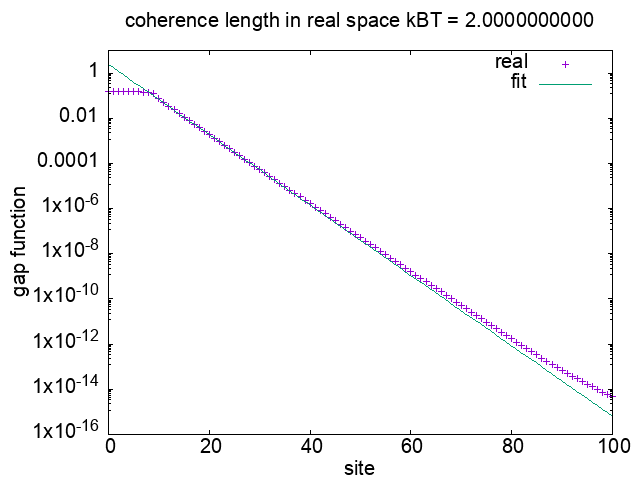 coherence length in real space kBT = 2.0000000000
real
fit
1
0.01
0.0001
1x10^-6
1x10^-8
1x10^-10
1x10^-12
1x10^-14
1x10^-16
gap function
0 20 40 60 80 100
site